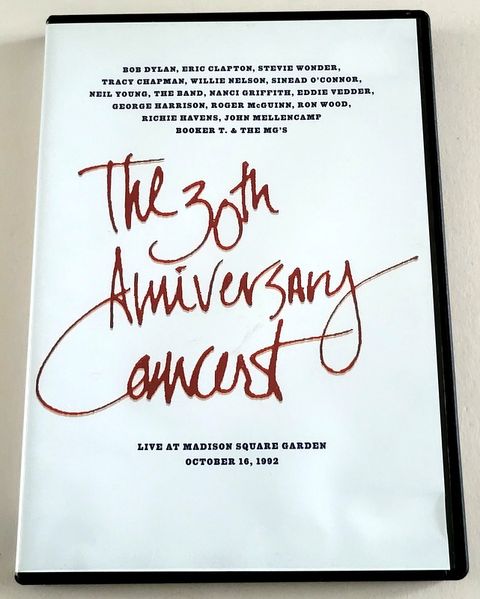 BOB DYLAN, ERIC CLAPTON, STEVIE WONDER,
TRACY CHAPMAN, WILLIE NELSON, SINEAD O'CONNOR,
NEIL YOUNG, THE BAND, NANCI GRIFFITH, EDDIE VEDDER,
GEORGE HARRISON, ROGER McGUINN, RON WOOD,
RICHIE HAVENS, JOHN MELLENCAMP
BOOKER T. & THE MG'S
The 30th
Anniversary
Concert
LIVE AT MADISON SQUARE GARDEN
OCTOBER 16, 1992